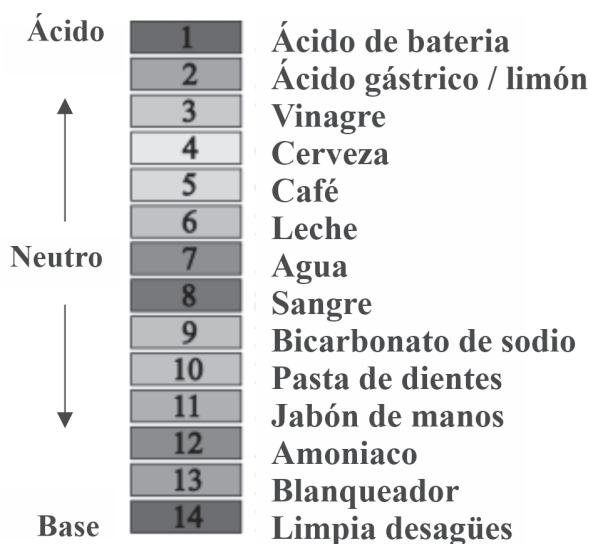 Ácido 1 Ácido de bateria
2 Ácido gástrico / limón
3 Vinagre
4 Cerveza
5 Café
6 Leche
Neutro 7 Agua
8 Sangre
9 Bicarbonato de sodio
10 Pasta de dientes
11 Jabón de manos
12 Amoniaco
13 Blanqueador
Base 14 Limpia desagües